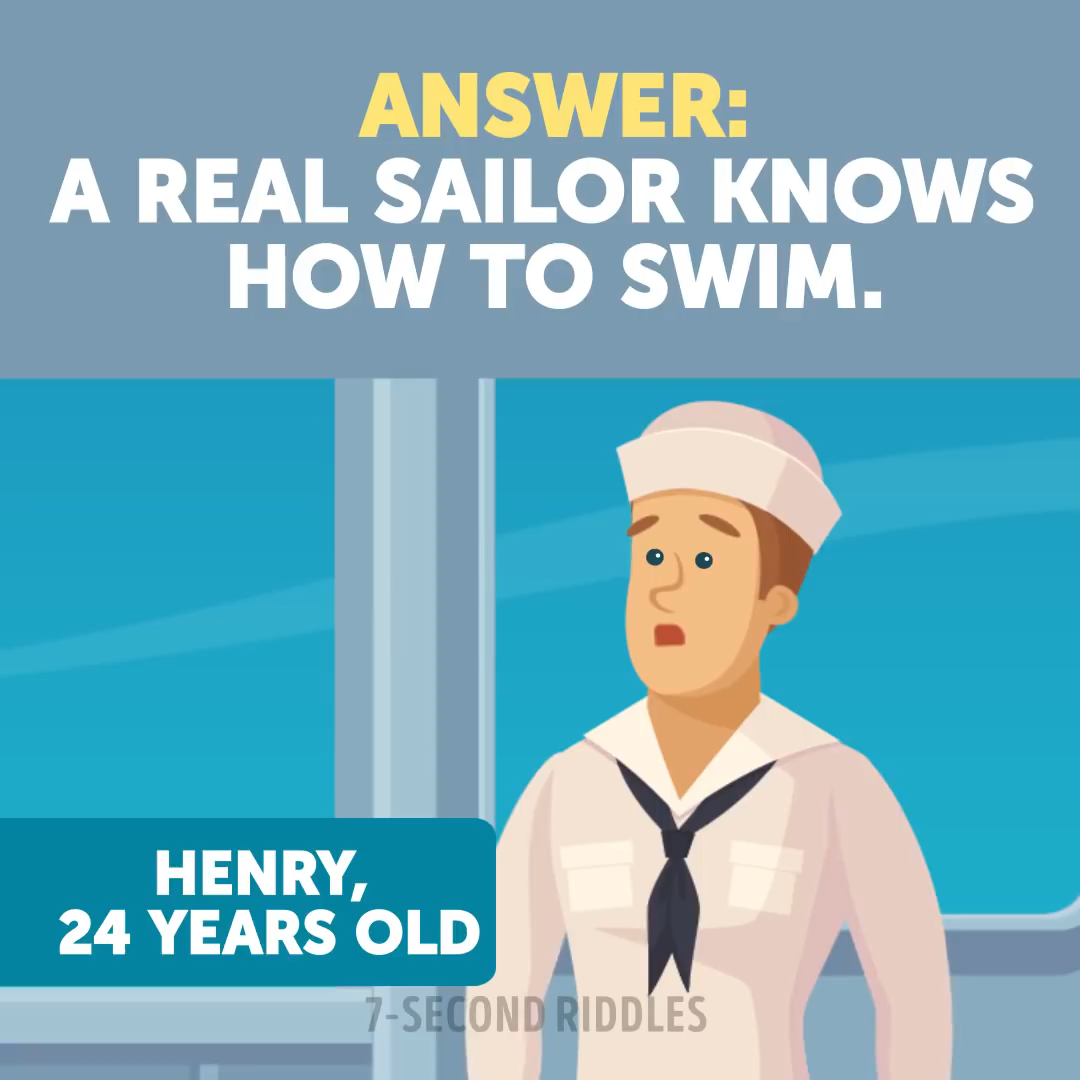 ANSWER:
A REAL SAILOR KNOWS
HOW TO SWIM.
HENRY,
24 YEARS OLD
7-SECOND RIDDLES